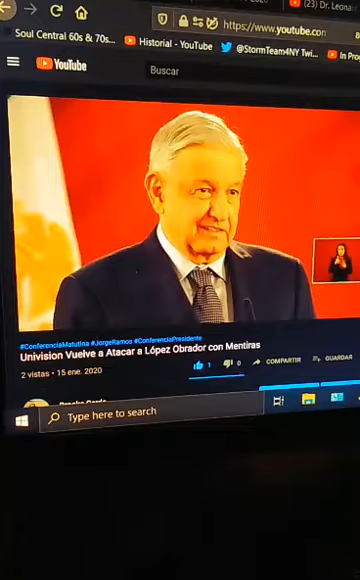 (23) Dr. Leona
https://www.youtube.con
Soul Central 60s & 70s...
Historial - YouTube
@StormTeam4NY Twi...
In Pro
YouTube
Buscar
#ConferenciaMatutina #JorgeRamos #ConferenciaPresidente
Univision Vuelve a Atacar a López Obrador con Mentiras
2 vistas • 15 ene. 2020
1
0
COMPARTIR
GUARDAR
Type here to search